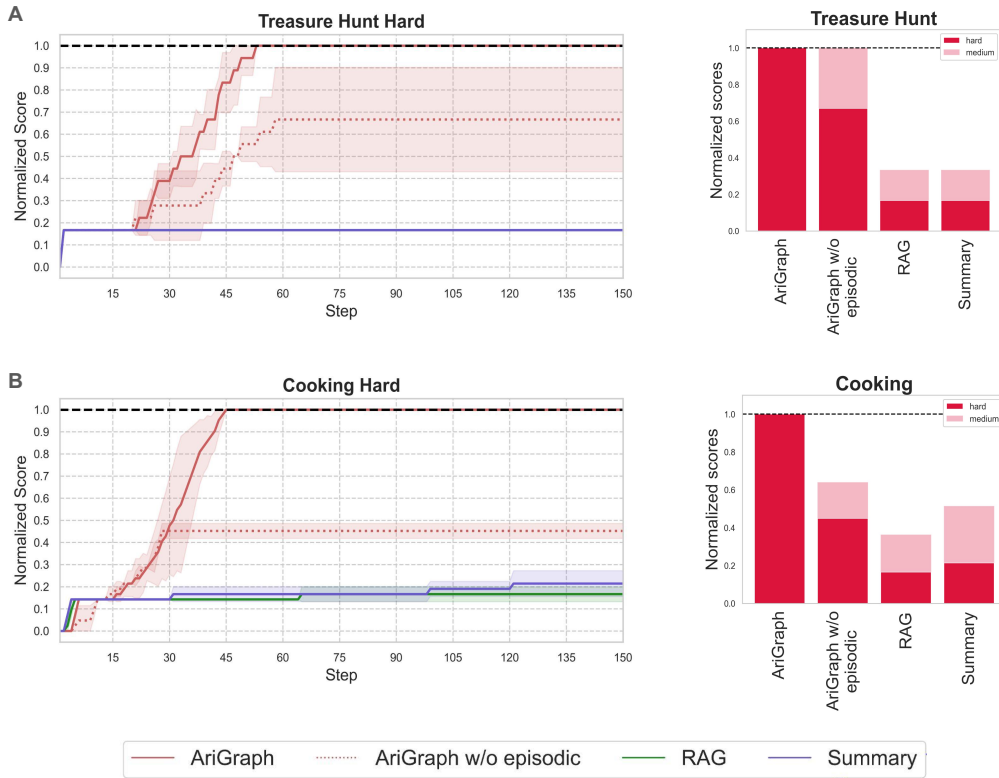 A
Treasure Hunt Hard
Normalized Score
1.0
0.9
0.8
0.7
0.6
0.5
0.4
0.3
0.2
0.1
0.0
15
30
45
60
75
90
105
120
135
150
Step
Treasure Hunt
hard
medium
Normalized scores
1.0
0.8
0.6
0.4
0.2
0.0
AriGraph
AriGraph w/o
episodic
RAG
Summary
B
Cooking Hard
Normalized Score
1.0
0.9
0.8
0.7
0.6
0.5
0.4
0.3
0.2
0.1
0.0
15
30
45
60
75
90
105
120
135
150
Step
Cooking
hard
medium
Normalized scores
1.0
0.8
0.6
0.4
0.2
0.0
AriGraph
AriGraph w/o
episodic
RAG
Summary
AriGraph
AriGraph w/o episodic
RAG
Summary